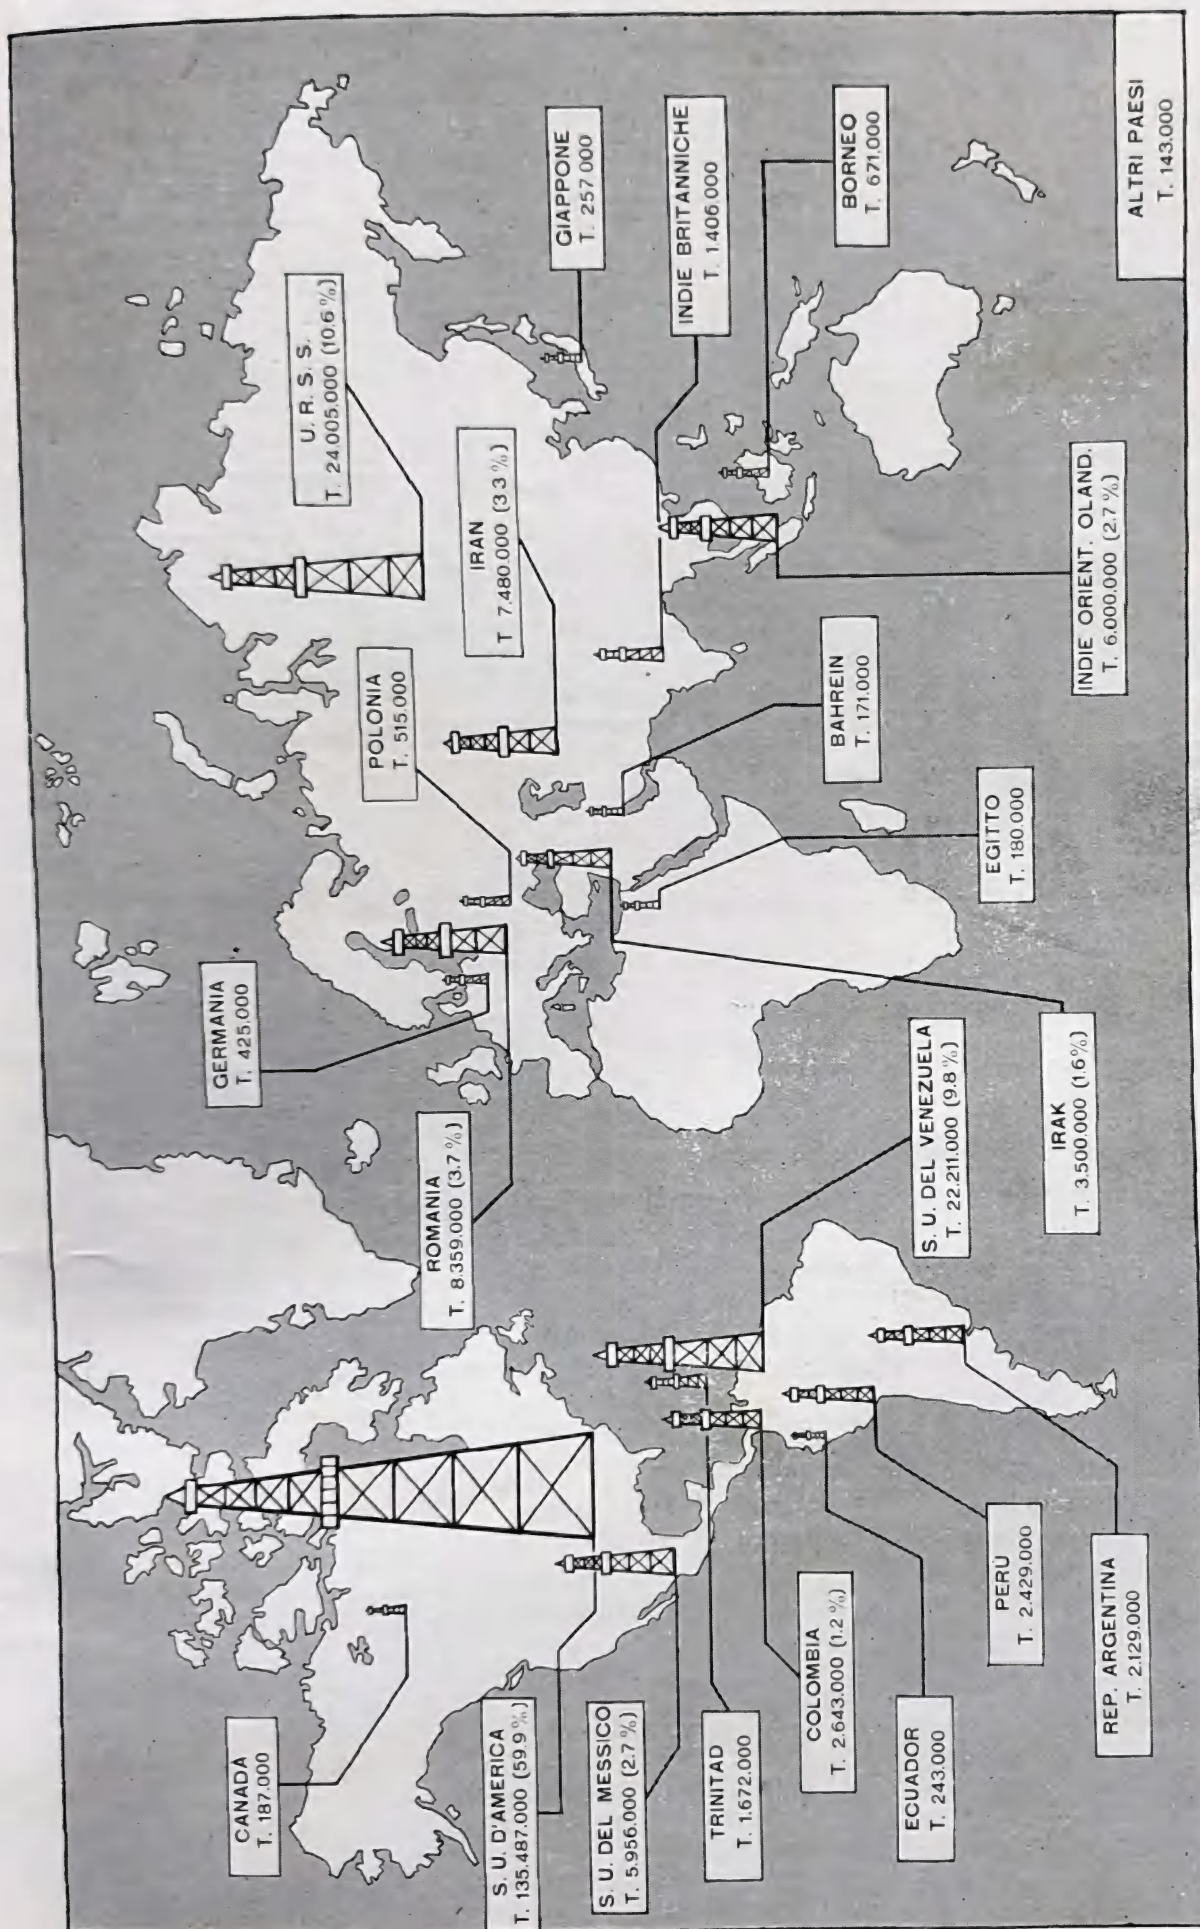 CANADA
T. 187.000
S. U. D'AMERICA
T. 135.487.000 (59.9 %)
S. U. DEL MESSICO
T. 5.956.000 (2.7 %)
TRINITAD
T. 1.672.000
COLOMBIA
T. 2.643.000 (1.2 %)
ECUADOR
T. 243.000
PERÚ
T. 2.429.000
REP. ARGENTINA
T. 2.129.000
S. U. DEL VENEZUELA
T. 22.211.000 (9.8 %)
ROMANIA
T. 8.359.000 (3.7 %)
GERMANIA
T. 425.000
POLONIA
T. 515.000
U. R. S. S.
T. 24.005.000 (10.6 %)
IRAN
T 7.480.000 (3.3 %)
GIAPPONE
T. 257.000
INDIE BRITANNICHE
T. 1.406.000
BORNEO
T. 671.000
INDIE ORIENT. OLAND.
T. 6.000.000 (2.7 %)
BAHREIN
T. 171.000
EGITTO
T. 180.000
IRAK
T. 3.500.000 (1.6%)
ALTRI PAESI
T. 143.000